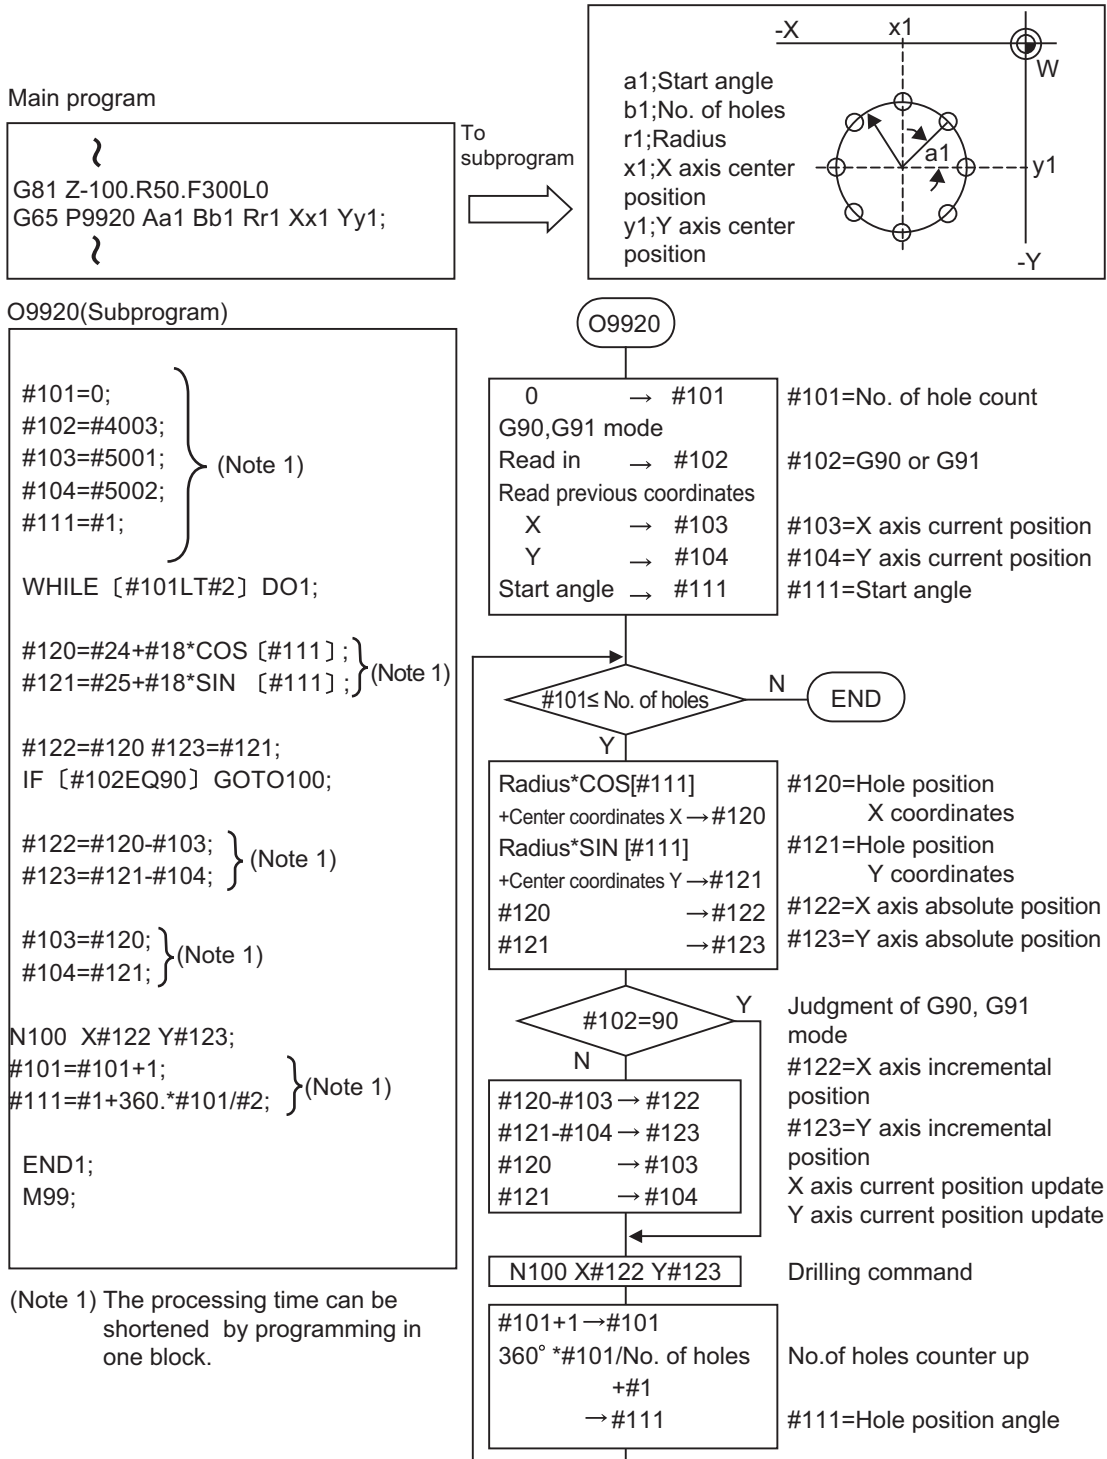 Main program
G81 Z-100.R50.F300L0
G65 P9920 Aa1 Bb1 Rr1 Xx1 Yy1;
To
subprogram
-X
x1
W
a1;Start angle
b1;No. of holes
r1;Radius
x1;X axis center
position
y1;Y axis center
position
a1
y1
-Y
O9920(Subprogram)
#101=0;
#102=#4003;
#103=#5001;
#104=#5002;
#111=#1;
(Note 1)
WHILE [#101LT#2] DO1;
#120=#24+#18*COS [#111] ;
#121=#25+#18*SIN [#111] ;
(Note 1)
#122=#120 #123=#121;
IF [#102EQ90] GOTO100;
#122=#120-#103;
#123=#121-#104;
(Note 1)
#103=#120;
#104=#121;
(Note 1)
N100 X#122 Y#123;
#101=#101+1;
#111=#1+360.*#101/#2;
(Note 1)
END1;
M99;
(Note 1) The processing time can be
shortened by programming in
one block.
O9920
0 → #101
G90,G91 mode
Read in → #102
Read previous coordinates
X → #103
Y → #104
Start angle → #111
#101=No. of hole count
#102=G90 or G91
#103=X axis current position
#104=Y axis current position
#111=Start angle
#101≤ No. of holes
N
END
Y
Radius*COS[#111]
+Center coordinates X →#120
Radius*SIN [#111]
+Center coordinates Y →#121
#120 →#122
#121 →#123
#120=Hole position
X coordinates
#121=Hole position
Y coordinates
#122=X axis absolute position
#123=Y axis absolute position
#102=90
Y
N
Judgment of G90, G91
mode
#120-#103→ #122
#121-#104→ #123
#120 →#103
#121 →#104
#122=X axis incremental
position
#123=Y axis incremental
position
X axis current position update
Y axis current position update
N100 X#122 Y#123
Drilling command
#101+1→#101
360° *#101/No. of holes
+#1
→#111
No.of holes counter up
#111=Hole position angle